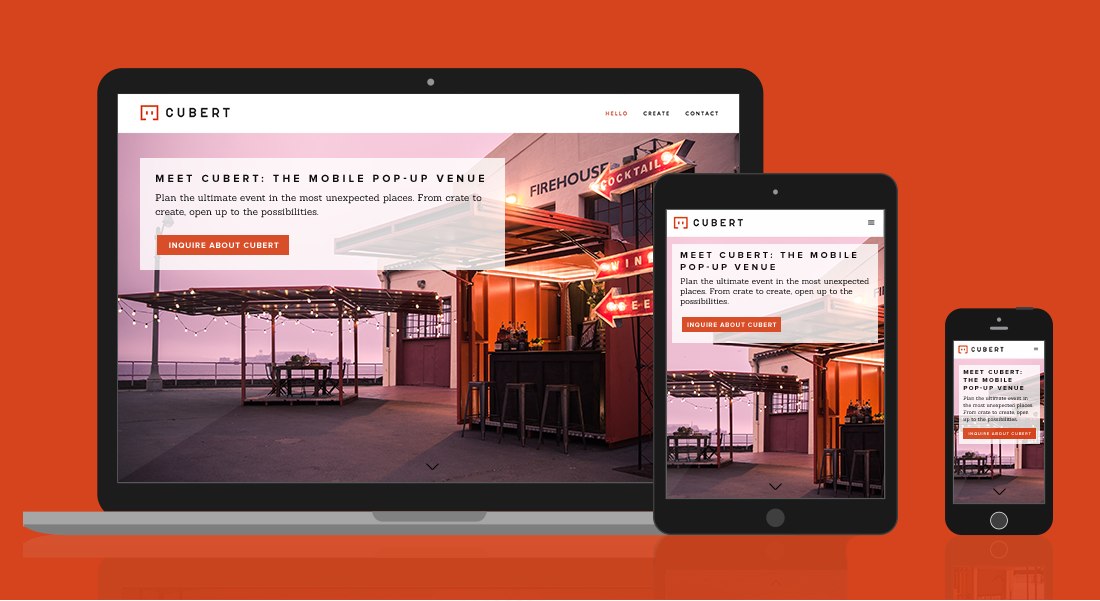 CUBERT
HELLO CREATE CONTACT
MEET CUBERT: THE MOBILE POP-UP VENUE
Plan the ultimate event in the most unexpected places. From crate to
create, open up to the possibilities.
INQUIRE ABOUT CUBERT
FIREHOUSE
COCKTAIL
WIN
CUBERT
MEET CUBERT: THE MOBILE
POP-UP VENUE
Plan the ultimate event in the most unexpected
places. From crate to create, open up to the
possibilities.
INQUIRE ABOUT CUBERT
CUBERT
MEET CUBERT:
THE MOBILE
POP-UP VENUE
Plan the ultimate event in
the most unexpected places.
From crate to create, open
up to the possibilities.
INQUIRE ABOUT CUBERT